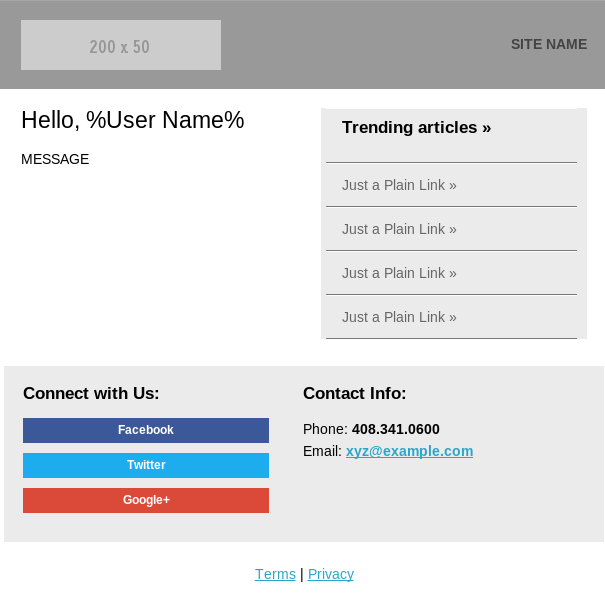 200 x 50
SITE NAME
Hello, %User Name%
MESSAGE
Trending articles »
Just a Plain Link »
Just a Plain Link »
Just a Plain Link »
Just a Plain Link »
Connect with Us:
Facebook
Twitter
Google+
Contact Info:
Phone: 408.341.0600
Email: xyz@example.com
Terms | Privacy